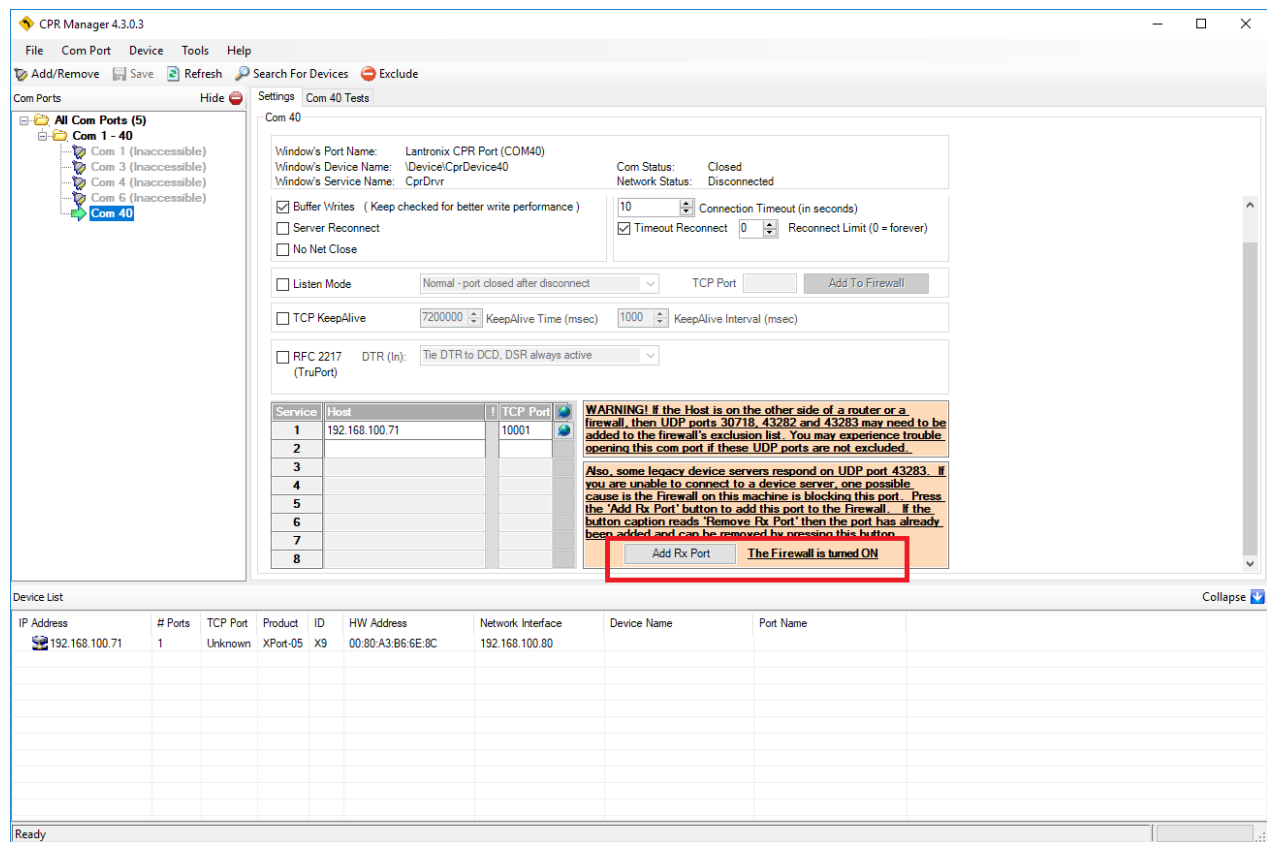 CPR Manager 4.3.0.3
File Com Port Device Tools Help
Add/Remove Save Refresh Search For Devices Exclude
Com Ports Hide
Settings Com 40 Tests
All Com Ports (5)
Com 1 - 40
Com 1 (Inaccessible)
Com 3 (Inaccessible)
Com 4 (Inaccessible)
Com 6 (Inaccessible)
Com 40
Com 40
Window's Port Name: Lantronix CPR Port (COM40)
Window's Device Name: \Device\CprDevice40 Com Status: Closed
Window's Service Name: CprDrvr Network Status: Disconnected
Buffer Writes ( Keep checked for better write performance ) 10 Connection Timeout (in seconds)
Server Reconnect Timeout Reconnect 0 Reconnect Limit (0 = forever)
No Net Close
Listen Mode Normal - port closed after disconnect TCP Port Add To Firewall
TCP KeepAlive 7200000 KeepAlive Time (msec) 1000 KeepAlive Interval (msec)
RFC 2217 DTR (In): Tie DTR to DCD, DSR always active
(TruPort)
Service Host ! TCP Port
1 192.168.100.71 10001
2
3
4
5
6
7
8
WARNING! If the Host is on the other side of a router or a
firewall, then UDP ports 30718, 43282 and 43283 may need to be
added to the firewall's exclusion list. You may experience trouble
opening this com port if these UDP ports are not excluded.
Also, some legacy device servers respond on UDP port 43283. If
you are unable to connect to a device server, one possible
cause is the Firewall on this machine is blocking this port. Press
the 'Add Rx Port' button to add this port to the Firewall. If the
button caption reads 'Remove Rx Port' then the port has already
been added and can be removed by pressing this button.
Add Rx Port The Firewall is turned ON
Device List Collapse
IP Address # Ports TCP Port Product ID HW Address Network Interface Device Name Port Name
192.168.100.71 1 Unknown XPort-05 X9 00:80:A3:B6:6E:8C 192.168.100.80
Ready